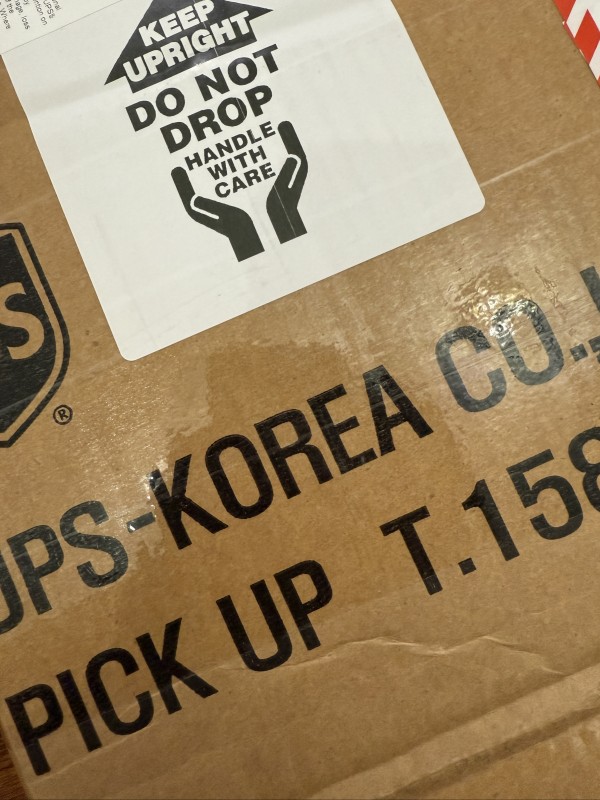 KEEP
UPRIGHT
DO NOT
DROP
HANDLE
WITH
CARE
S
®
UPS-KOREA CO.,
PICK UP T.158